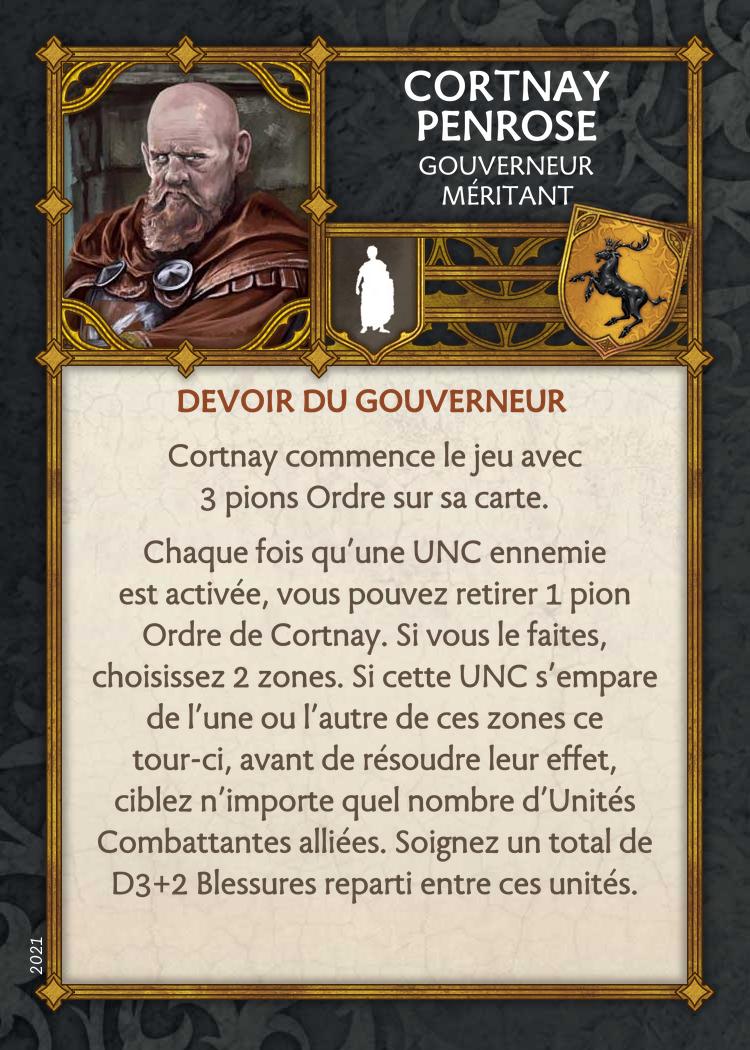 CORTNAY
PENROSE
GOUVERNEUR
MÉRITANT
DEVOIR DU GOUVERNEUR
Cortnay commence le jeu avec
3 pions Ordre sur sa carte.
Chaque fois qu'une UNC ennemie
est activée, vous pouvez retirer 1 pion
Ordre de Cortnay. Si vous le faites,
choisissez 2 zones. Si cette UNC s'empare
de l'une ou l'autre de ces zones ce
tour-ci, avant de résoudre leur effet,
ciblez n'importe quel nombre d'Unités
Combattantes alliées. Soignez un total de
D3+2 Blessures reparti entre ces unités.
2021